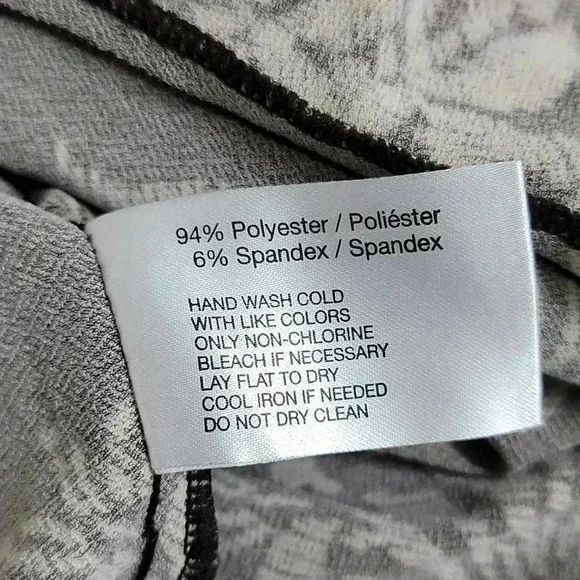 94% Polyester / Poliéster
6% Spandex / Spandex
HAND WASH COLD
WITH LIKE COLORS
ONLY NON-CHLORINE
BLEACH IF NECESSARY
LAY FLAT TO DRY
COOL IRON IF NEEDED
DO NOT DRY CLEAN